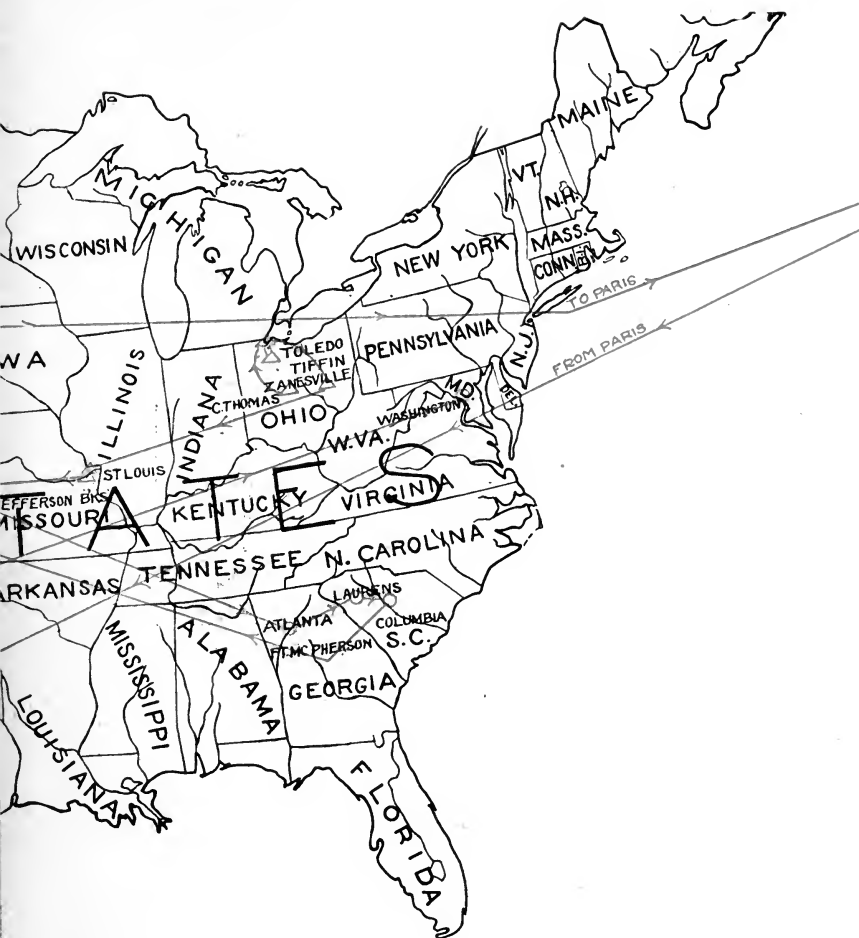 MAINE
VT.
N.H.
MICHIGAN
WISCONSIN
NEW YORK
MASS.
CONN
R.I.
TO PARIS
FROM PARIS
WA
ILLINOIS
INDIANA
TOLEDO
TIFFIN
ZANESVILLE
C. THOMAS
OHIO
PENNSYLVANIA
N.J.
MD.
DEL.
WASHINGTON
W.VA.
ST LOUIS
EFFERSON BKS
MISSOURI
TATES
KENTUCKY
VIRGINIA
ARKANSAS
TENNESSEE
N. CAROLINA
LAURENS
ATLANTA
COLUMBIA
FT. MCPHERSON
S.C.
MISSISSIPPI
ALABAMA
GEORGIA
LOUISIANA
FLORIDA